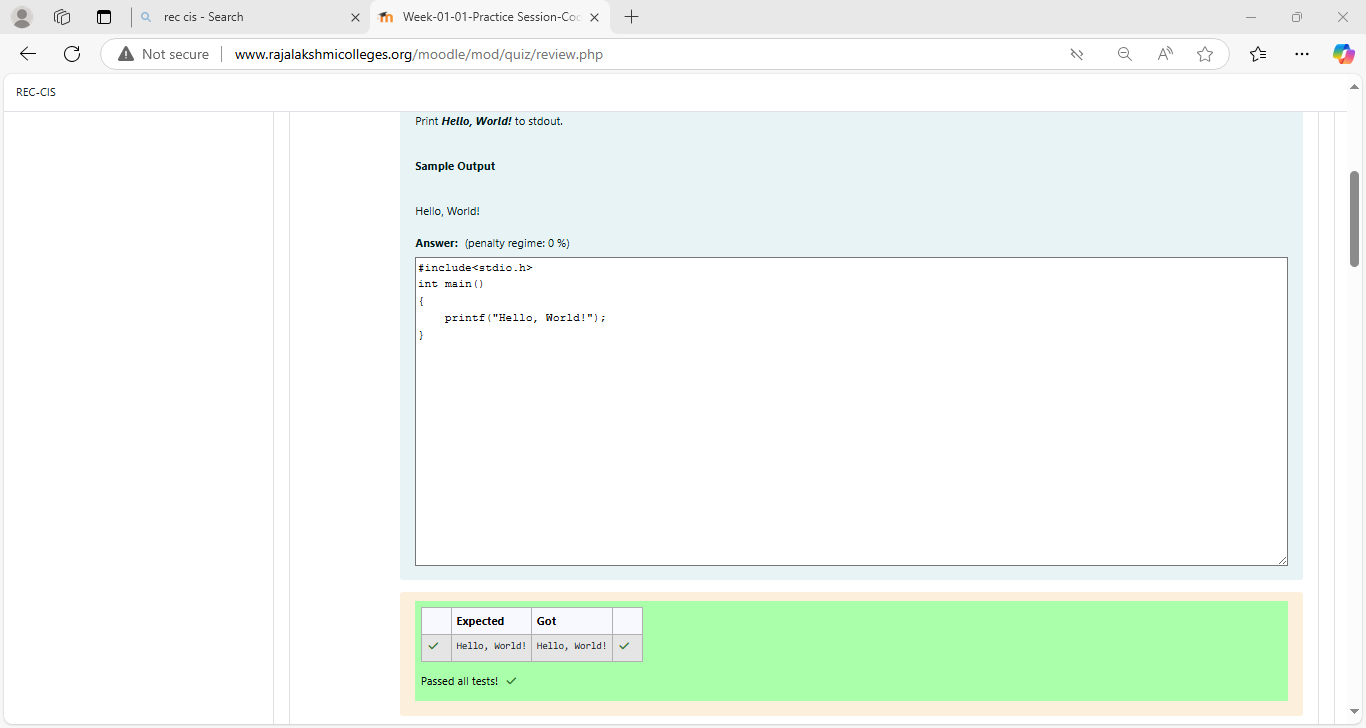 rec cis - Search
Week-01-01-Practice Session-Coc
Not secure
www.rajalakshmicolleges.org/moodle/mod/quiz/review.php
REC-CIS
Print Hello, World! to stdout.
Sample Output
Hello, World!
Answer: (penalty regime: 0 %)
#include<stdio.h>
int main()
{
    printf("Hello, World!");
}
Expected Got
Hello, World! Hello, World!
Passed all tests!